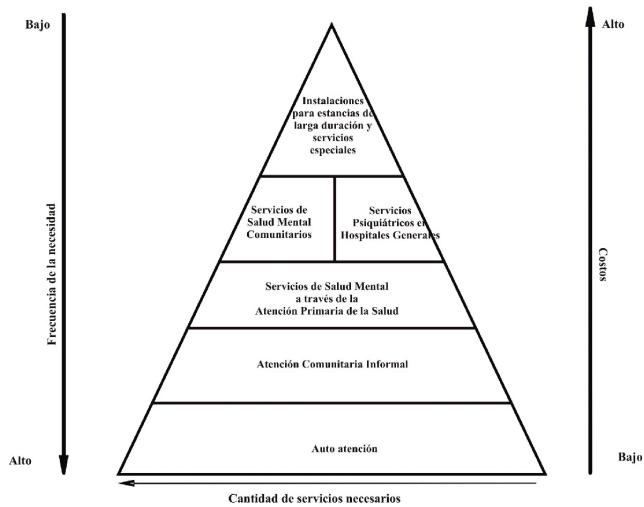 Bajo
Alto
Instalaciones
para estancias de
larga duración y
servicios
especiales
Servicios de
Salud Mental
Comunitarios
Servicios
Psiquiátricos en
Hospitales Generales
Frecuencia de la necesidad
Costos
Servicios de Salud Mental
a través de la
Atención Primaria de la Salud
Atención Comunitaria Informal
Auto atención
Alto
Bajo
Cantidad de servicios necesarios